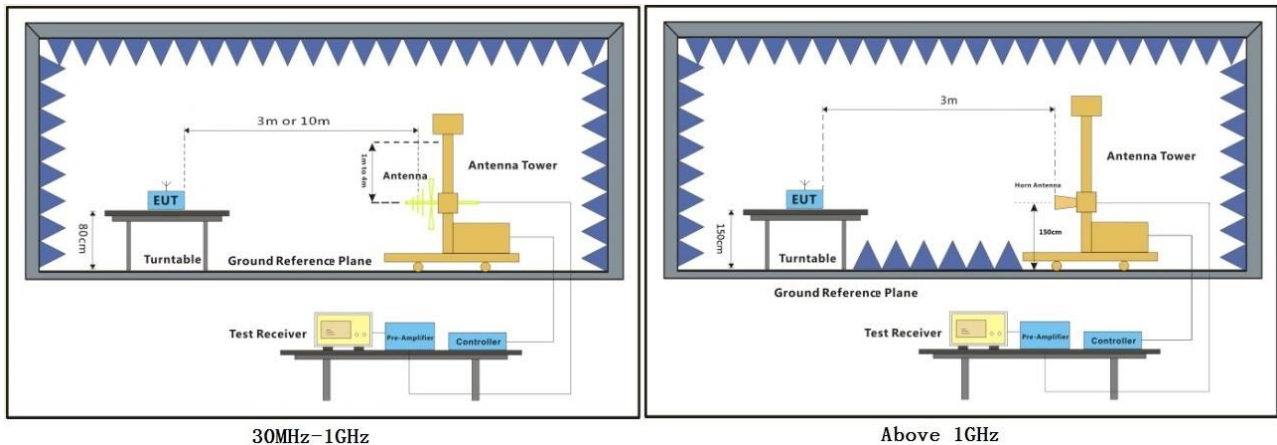 3m or 10m
1m to 4m
Antenna
Antenna Tower
EUT
80cm
Turntable
Ground Reference Plane
Test Receiver
Pre-Amplifier
Controller
30MHz-1GHz
3m
Antenna Tower
Horn Antenna
EUT
150cm
150cm
Turntable
Ground Reference Plane
Test Receiver
Pre-Amplifier
Controller
Above 1GHz